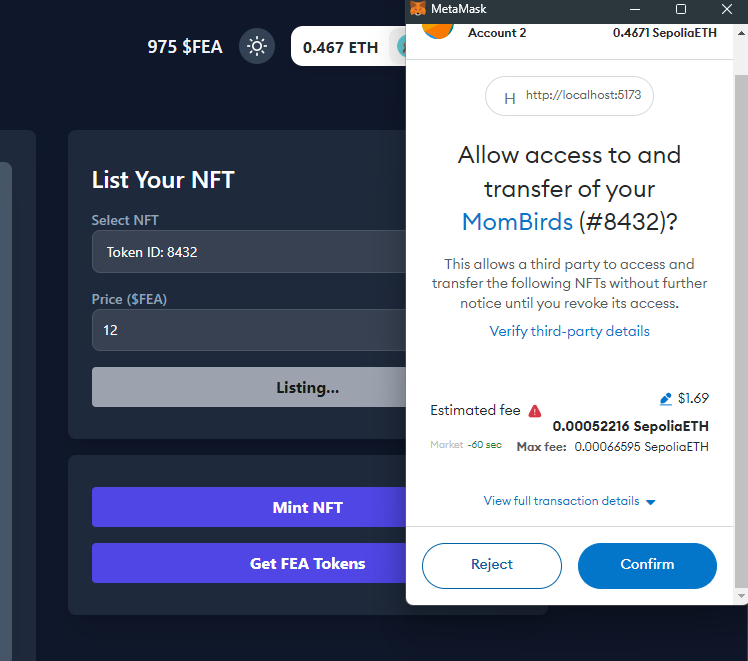 975 $FEA
0.467 ETH
List Your NFT
Select NFT
Token ID: 8432
Price ($FEA)
12
Listing...
Mint NFT
Get FEA Tokens
MetaMask
Account 2
0.4671 SepoliaETH
H http://localhost:5173
Allow access to and
transfer of your
MomBirds (#8432)?
This allows a third party to access and
transfer the following NFTs without further
notice until you revoke its access.
Verify third-party details
$1.69
Estimated fee
0.00052216 SepoliaETH
Market ~60 sec Max fee: 0.00066595 SepoliaETH
View full transaction details
Reject
Confirm